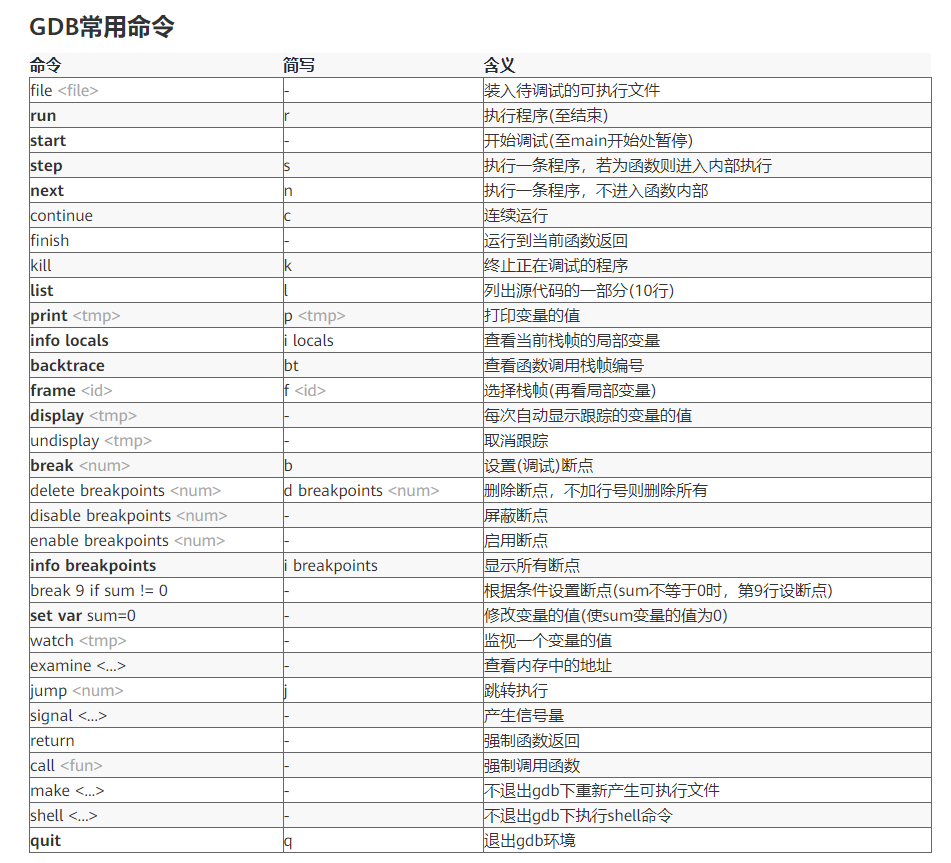 GDB常用命令
命令 简写 含义
file <file> - 装入待调试的可执行文件
run r 执行程序(至结束)
start - 开始调试(至main开始处暂停)
step s 执行一条程序，若为函数则进入内部执行
next n 执行一条程序，不进入函数内部
continue c 连续运行
finish - 运行到当前函数返回
kill k 终止正在调试的程序
list l 列出源代码的一部分(10行)
print <tmp> p <tmp> 打印变量的值
info locals i locals 查看当前栈帧的局部变量
backtrace bt 查看函数调用栈帧编号
frame <id> f <id> 选择栈帧(再看局部变量)
display <tmp> - 每次自动显示跟踪的变量的值
undisplay <tmp> - 取消跟踪
break <num> b 设置(调试)断点
delete breakpoints <num> d breakpoints <num> 删除断点，不加行号则删除所有
disable breakpoints <num> - 屏蔽断点
enable breakpoints <num> - 启用断点
info breakpoints i breakpoints 显示所有断点
break 9 if sum != 0 - 根据条件设置断点(sum不等于0时，第9行设断点)
set var sum=0 - 修改变量的值(使sum变量的值为0)
watch <tmp> - 监视一个变量的值
examine <...> - 查看内存中的地址
jump <num> j 跳转执行
signal <...> - 产生信号量
return - 强制函数返回
call <fun> - 强制调用函数
make <...> - 不退出gdb下重新产生可执行文件
shell <...> - 不退出gdb下执行shell命令
quit q 退出gdb环境